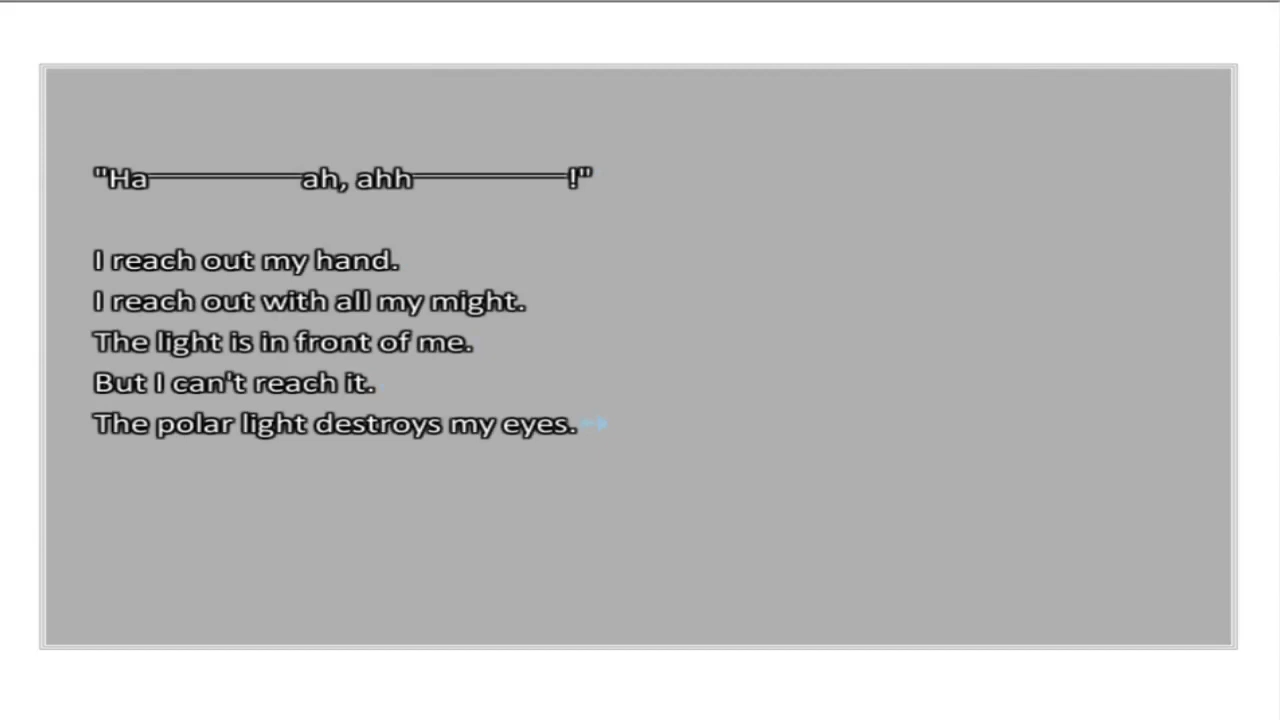 "Ha――――――ah, ahh――――――!"
I reach out my hand.
I reach out with all my might.
The light is in front of me.
But I can't reach it.
The polar light destroys my eyes.